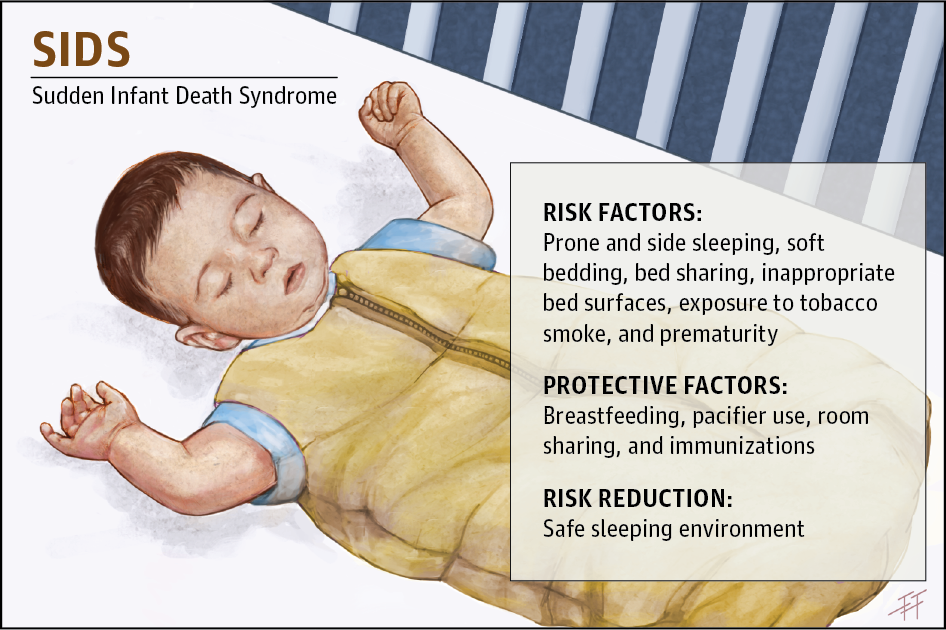 SIDS
Sudden Infant Death Syndrome
RISK FACTORS:
Prone and side sleeping, soft
bedding, bed sharing, inappropriate
bed surfaces, exposure to tobacco
smoke, and prematurity
PROTECTIVE FACTORS:
Breastfeeding, pacifier use, room
sharing, and immunizations
RISK REDUCTION:
Safe sleeping environment
FF